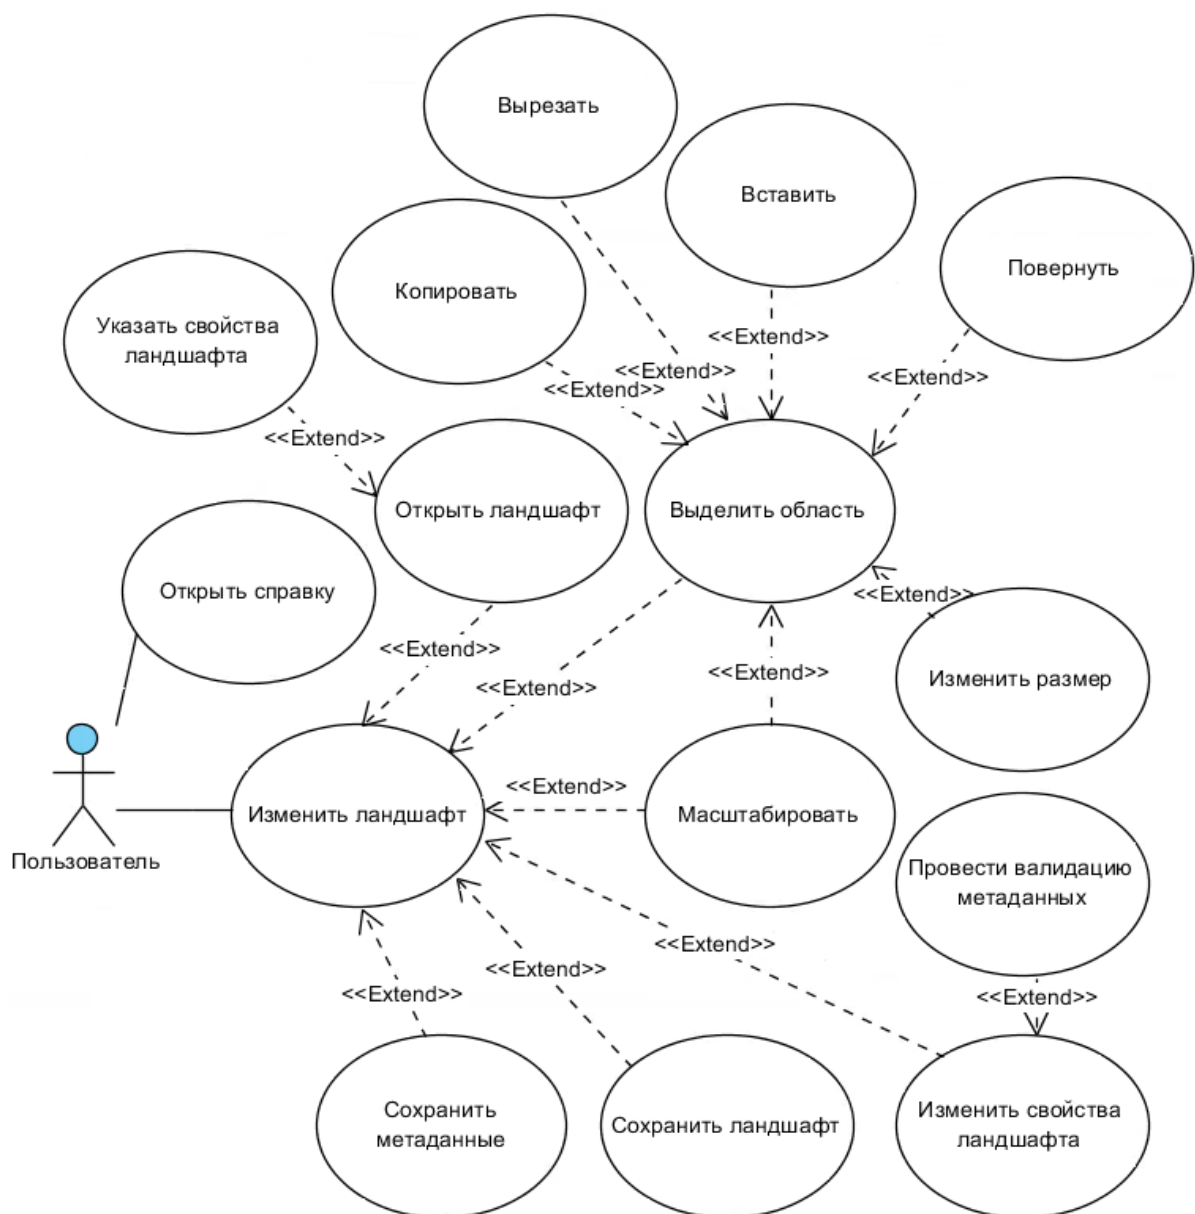 Вырезать
Вставить
Повернуть
Копировать
Указать свойства
ландшафта
<<Extend>>
<<Extend>>
<<Extend>>
<<Extend>>
<<Extend>>
Открыть ландшафт
Выделить область
Открыть справку
<<Extend>>
<<Extend>>
<<Extend>>
<<Extend>>
Изменить размер
<<Extend>>
Изменить ландшафт
Масштабировать
Пользователь
Провести валидацию
метаданных
<<Extend>>
<<Extend>>
<<Extend>>
<<Extend>>
Сохранить
метаданные
Сохранить ландшафт
Изменить свойства
ландшафта